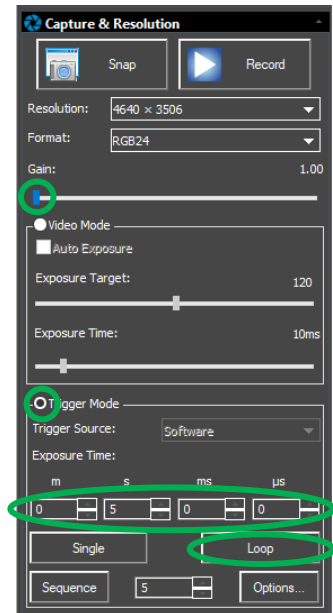 Capture & Resolution
Snap Record
Resolution: 4640 × 3506
Format: RGB24
Gain: 1.00
Video Mode
Auto Exposure
Exposure Target: 120
Exposure Time: 10ms
Trigger Mode
Trigger Source: Software
Exposure Time:
m s ms µs
0 5 0 0
Single Loop
Sequence 5 Options...